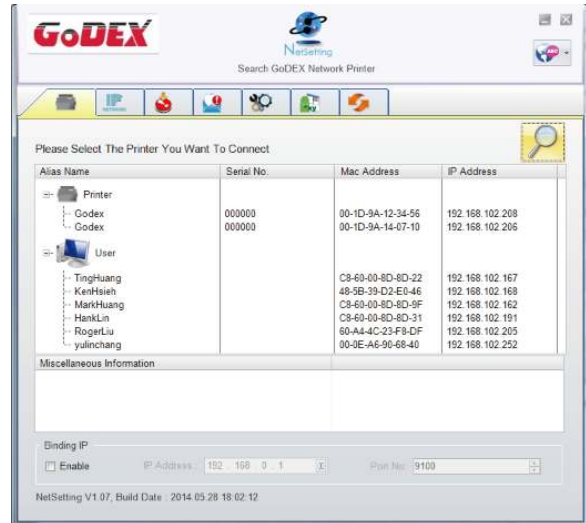 GoDEX
NetSetting
Search GoDEX Network Printer
IP
NETWORK
Please Select The Printer You Want To Connect
Alias Name Serial No. Mac Address IP Address
Printer
Godex 000000 00-1D-9A-12-34-56 192.168.102.208
Godex 000000 00-1D-9A-14-07-10 192.168.102.206
User
TingHuang C8-60-00-8D-8D-22 192.168.102.167
KenHsieh 48-5B-39-D2-E0-46 192.168.102.168
MarkHuang C8-60-00-8D-8D-9F 192.168.102.162
HankLin C8-60-00-8D-8D-31 192.168.102.191
RogerLiu 60-A4-4C-23-F8-DF 192.168.102.205
yulinchang 00-0E-A6-90-68-40 192.168.102.252
Miscellaneous Information
Binding IP
Enable IP Address : 192 . 168 . 0 . 1 Port No. 9100
NetSetting V1.07, Build Date : 2014.05.28 18:02:12